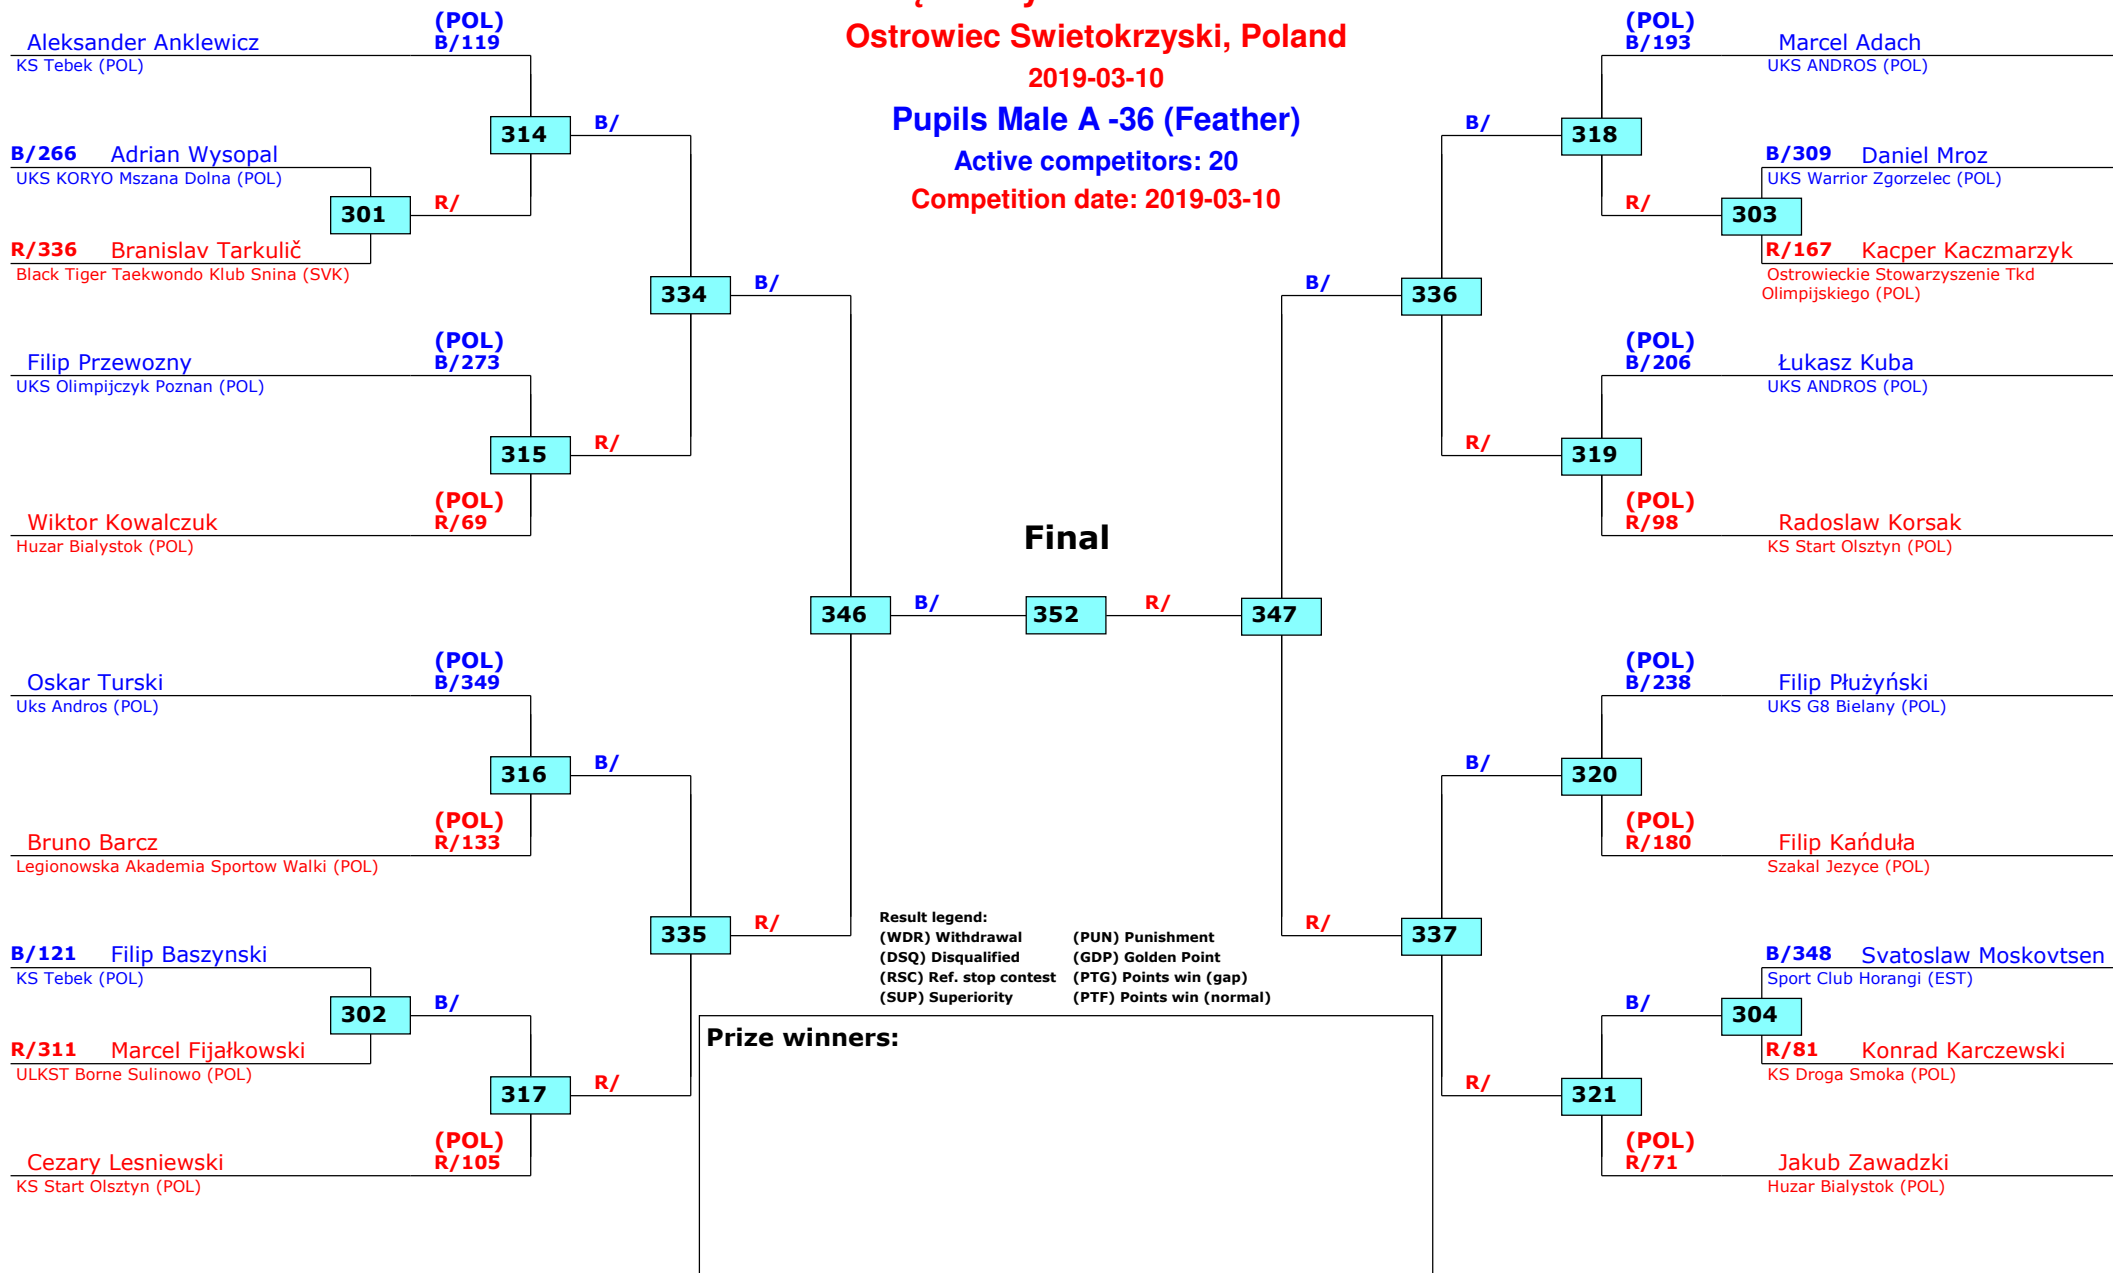 Ostrowiec Swietokrzyski, Poland
2019-03-10
Pupils Male A -36 (Feather)
Active competitors: 20
Competition date: 2019-03-10
(POL)
Aleksander Anklewicz B/119
KS Tebek (POL)
314 B/
B/266 Adrian Wysopal
UKS KORYO Mszana Dolna (POL)
301 R/
R/336 Branislav Tarkulič
Black Tiger Taekwondo Klub Snina (SVK)
334 B/
(POL)
Filip Przewozny B/273
UKS Olimpijczyk Poznan (POL)
315 R/
(POL)
Wiktor Kowalczuk R/69
Huzar Bialystok (POL)
346 B/
(POL)
Oskar Turski B/349
Uks Andros (POL)
316 B/
(POL)
Bruno Barcz R/133
Legionowska Akademia Sportow Walki (POL)
335 R/
B/121 Filip Baszynski
KS Tebek (POL)
302 B/
R/311 Marcel Fijałkowski
ULKST Borne Sulinowo (POL)
317 R/
(POL)
Cezary Lesniewski R/105
KS Start Olsztyn (POL)
Final
352
(POL)
B/193 Marcel Adach
UKS ANDROS (POL)
B/ 318
B/309 Daniel Mroz
UKS Warrior Zgorzelec (POL)
R/ 303
R/167 Kacper Kaczmarzyk
Ostrowieckie Stowarzyszenie Tkd
Olimpijskiego (POL)
B/ 336
(POL)
B/206 Łukasz Kuba
UKS ANDROS (POL)
R/ 319
(POL)
R/98 Radoslaw Korsak
KS Start Olsztyn (POL)
R/ 347
(POL)
B/238 Filip Płużyński
UKS G8 Bielany (POL)
B/ 320
(POL)
R/180 Filip Kańduła
Szakal Jezyce (POL)
R/ 337
B/348 Svatoslaw Moskovtsen
Sport Club Horangi (EST)
B/ 304
R/81 Konrad Karczewski
KS Droga Smoka (POL)
R/ 321
(POL)
R/71 Jakub Zawadzki
Huzar Bialystok (POL)
Result legend:
(WDR) Withdrawal (PUN) Punishment
(DSQ) Disqualified (GDP) Golden Point
(RSC) Ref. stop contest (PTG) Points win (gap)
(SUP) Superiority (PTF) Points win (normal)
Prize winners: